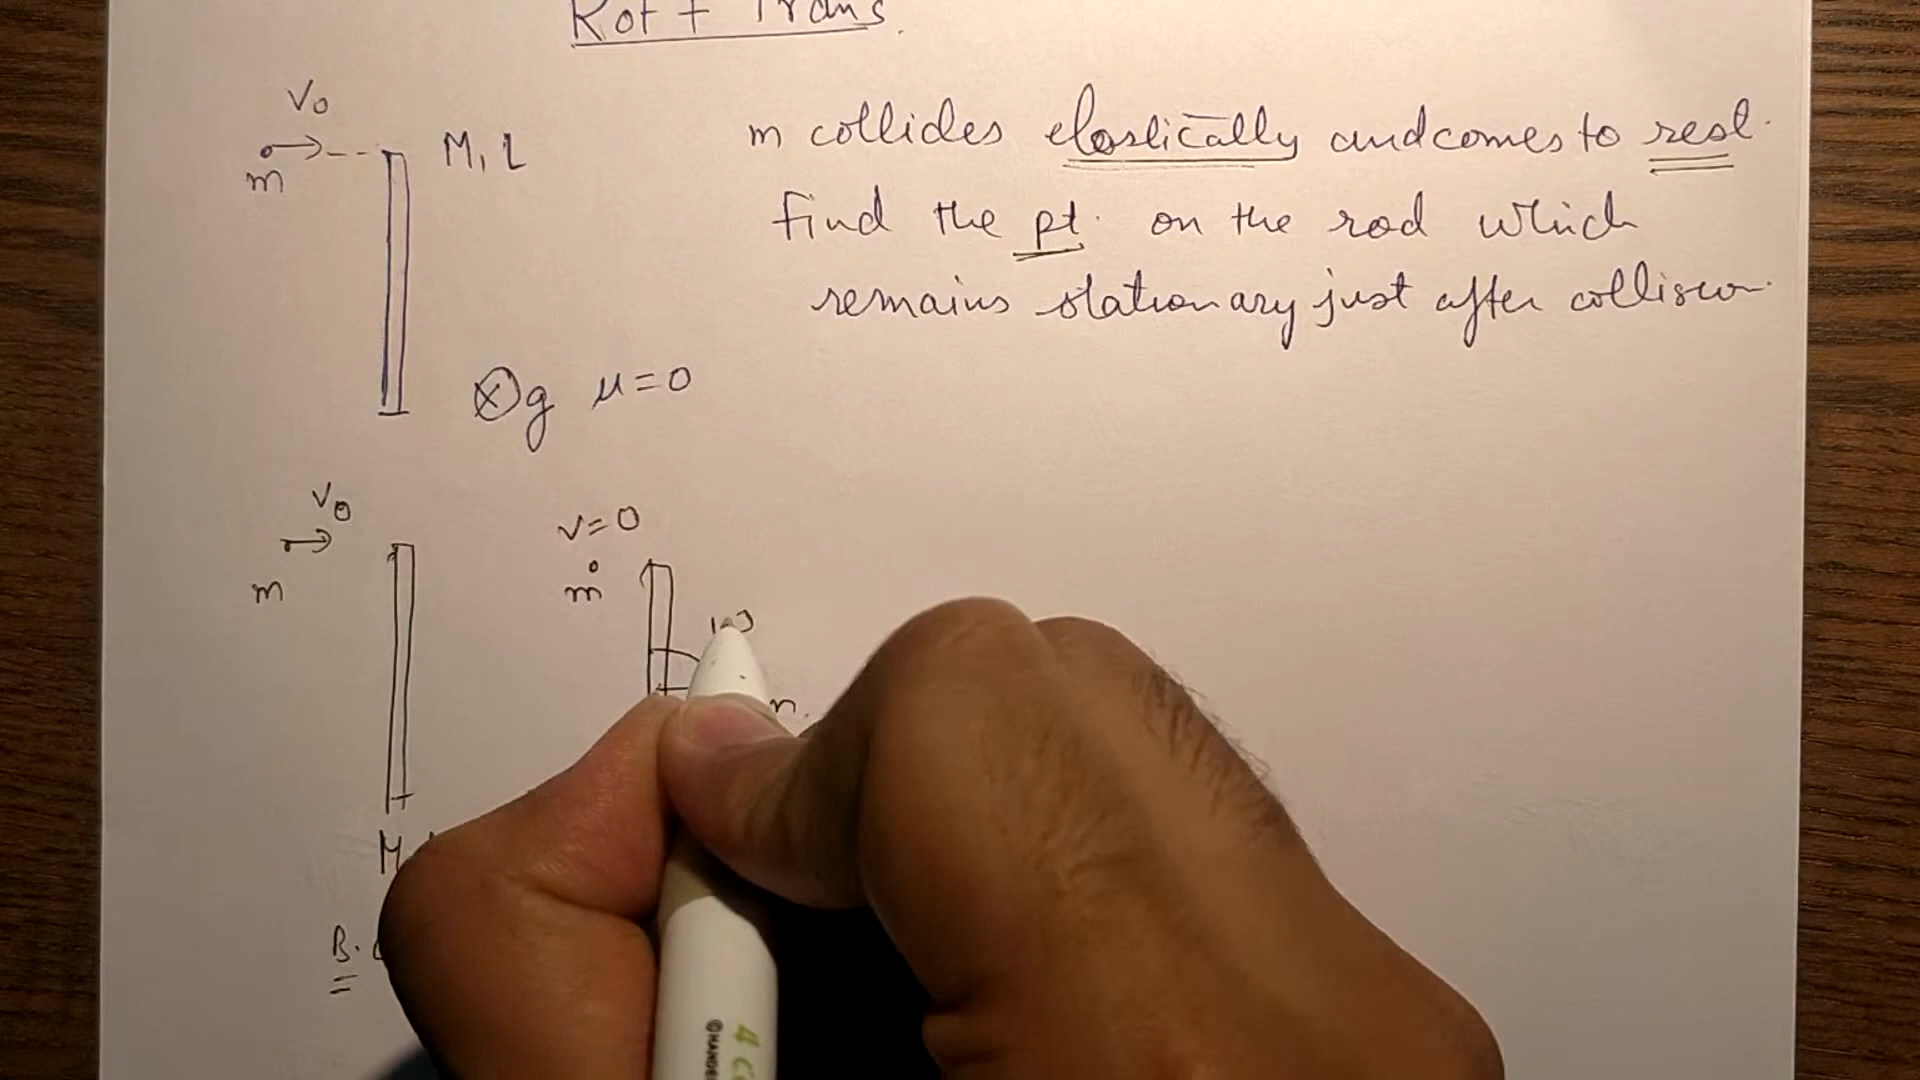 Rot + Trans
V₀
m
M, L
m collides elastically and comes to rest.
find the pt. on the rod which
remains stationary just after collision.
⊗g μ=0
V₀
m
M
B.
v=0
m